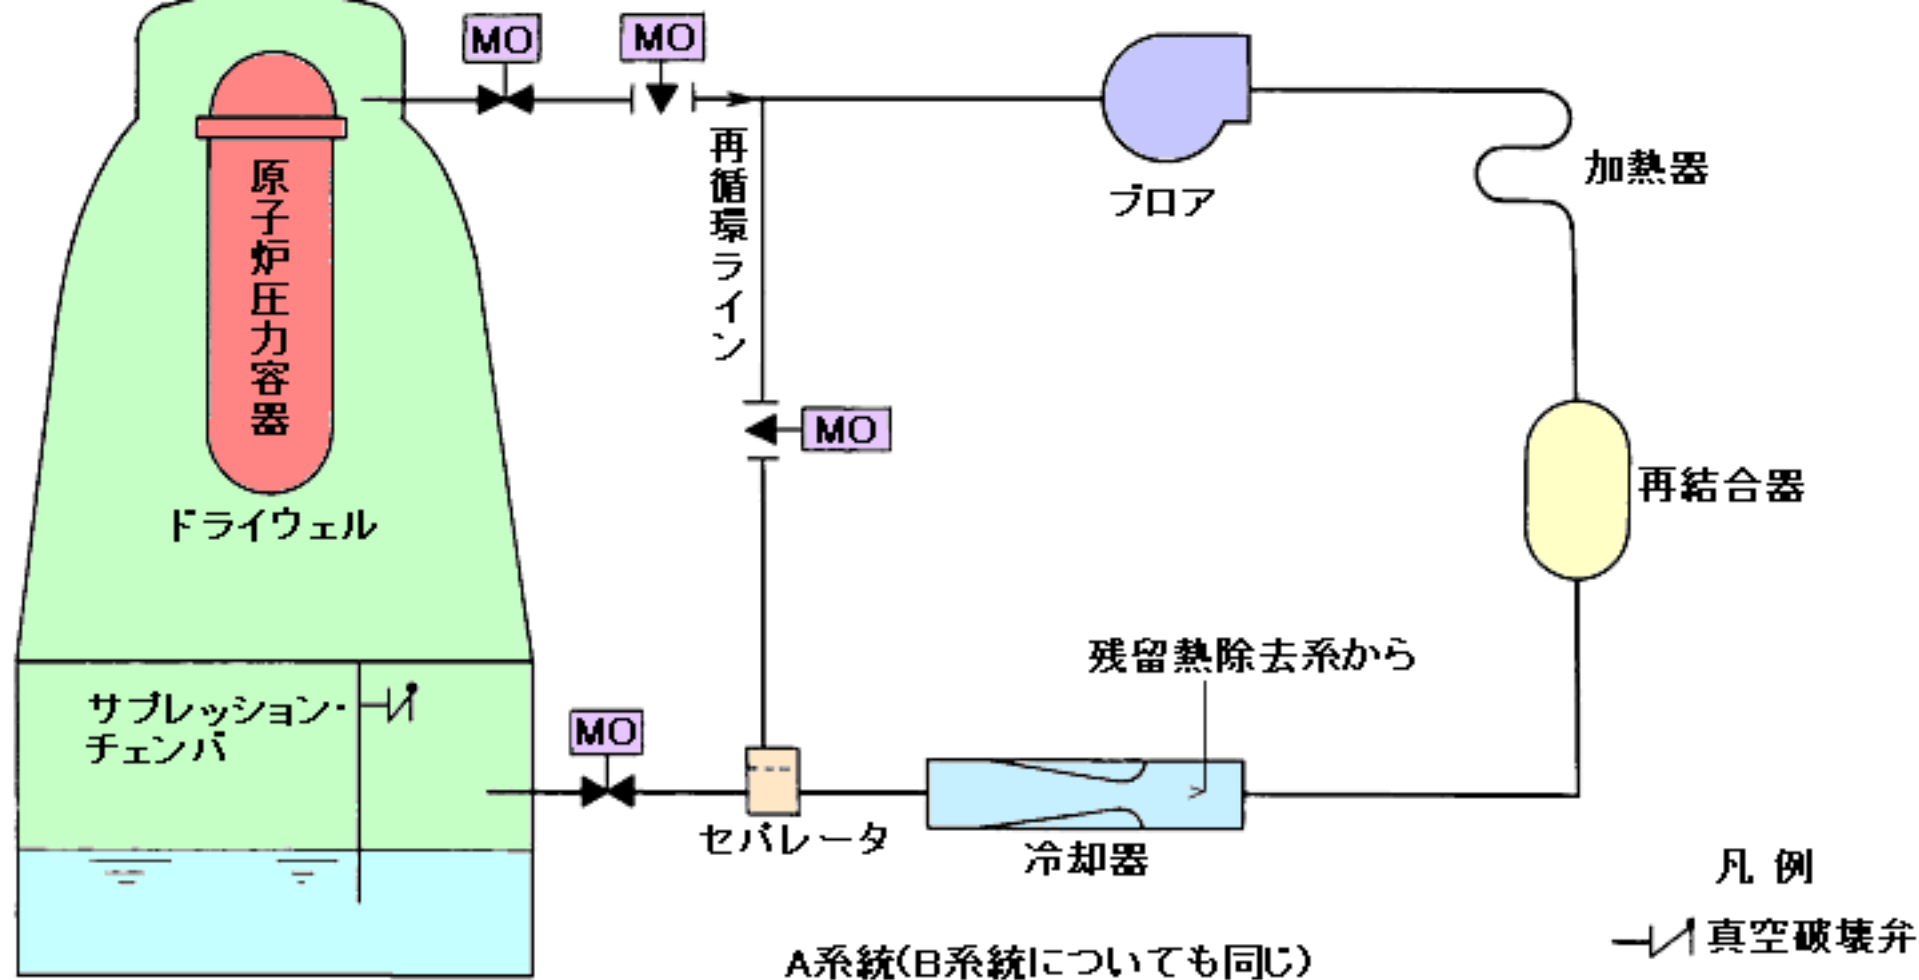 MO
MO
再循環ライン
ブロア
加熱器
原子炉圧力容器
MO
ドライウェル
再結合器
残留熱除去系から
サプレッション・
チェンバ
MO
セパレータ
冷却器
凡 例
真空破壊弁
A系統(B系統についても同じ)